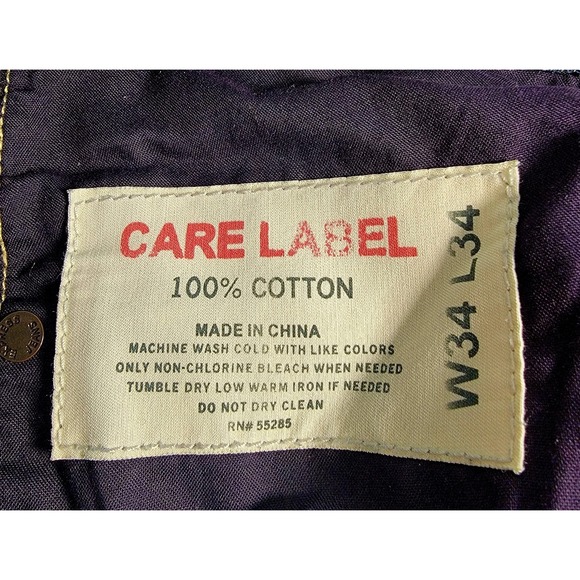 CARE LABEL
100% COTTON
MADE IN CHINA
MACHINE WASH COLD WITH LIKE COLORS
ONLY NON-CHLORINE BLEACH WHEN NEEDED
TUMBLE DRY LOW WARM IRON IF NEEDED
DO NOT DRY CLEAN
RN# 55285
W34 L34
EXPRESS